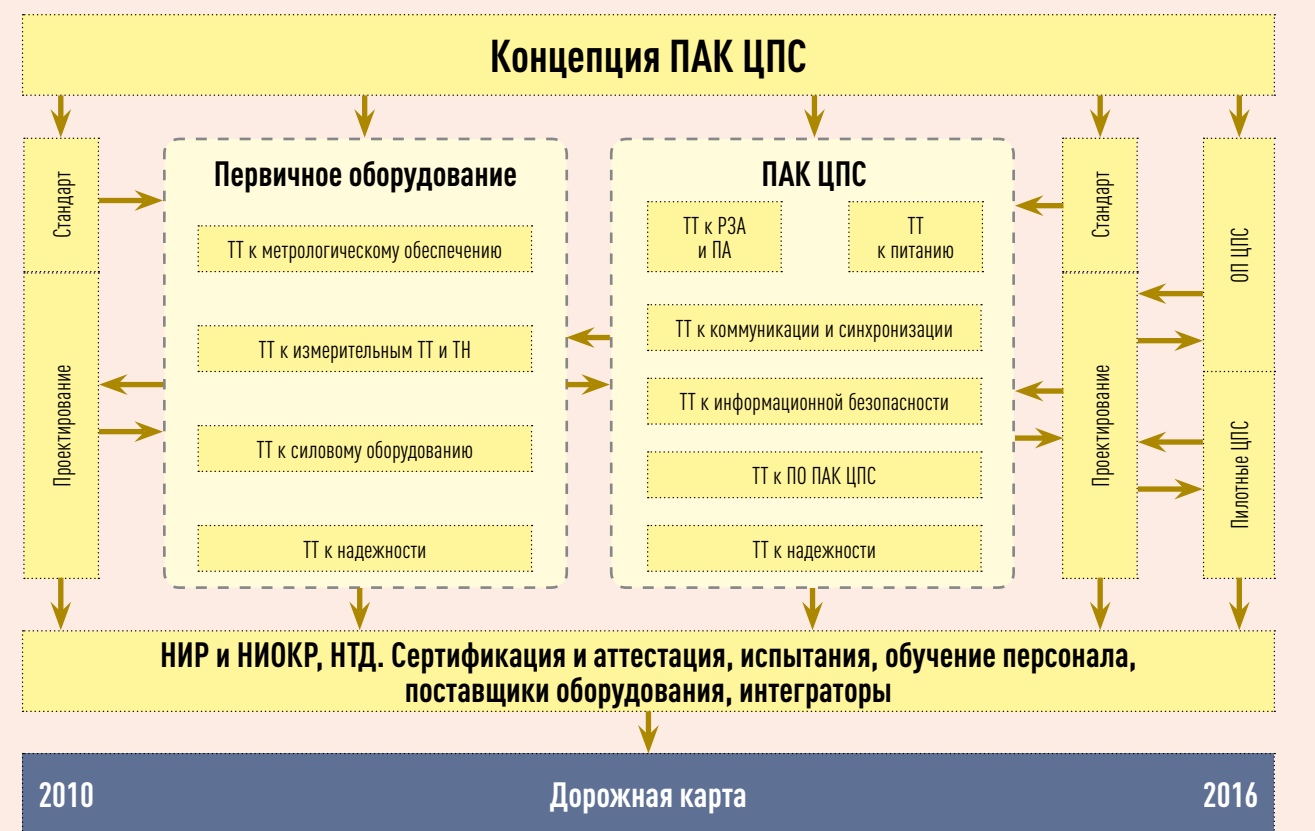 Концепция ПАК ЦПС
Стандарт
Проектирование
Первичное оборудование
ТТ к метрологическому обеспечению
ТТ к измерительным ТТ и ТН
ТТ к силовому оборудованию
ТТ к надежности
ПАК ЦПС
ТТ к РЗА
и ПА
ТТ
к питанию
ТТ к коммуникации и синхронизации
ТТ к информационной безопасности
ТТ к ПО ПАК ЦПС
ТТ к надежности
Стандарт
Проектирование
ОП ЦПС
Пилотные ЦПС
НИР и НИОКР, НТД. Сертификация и аттестация, испытания, обучение персонала,
поставщики оборудования, интеграторы
2010 Дорожная карта 2016